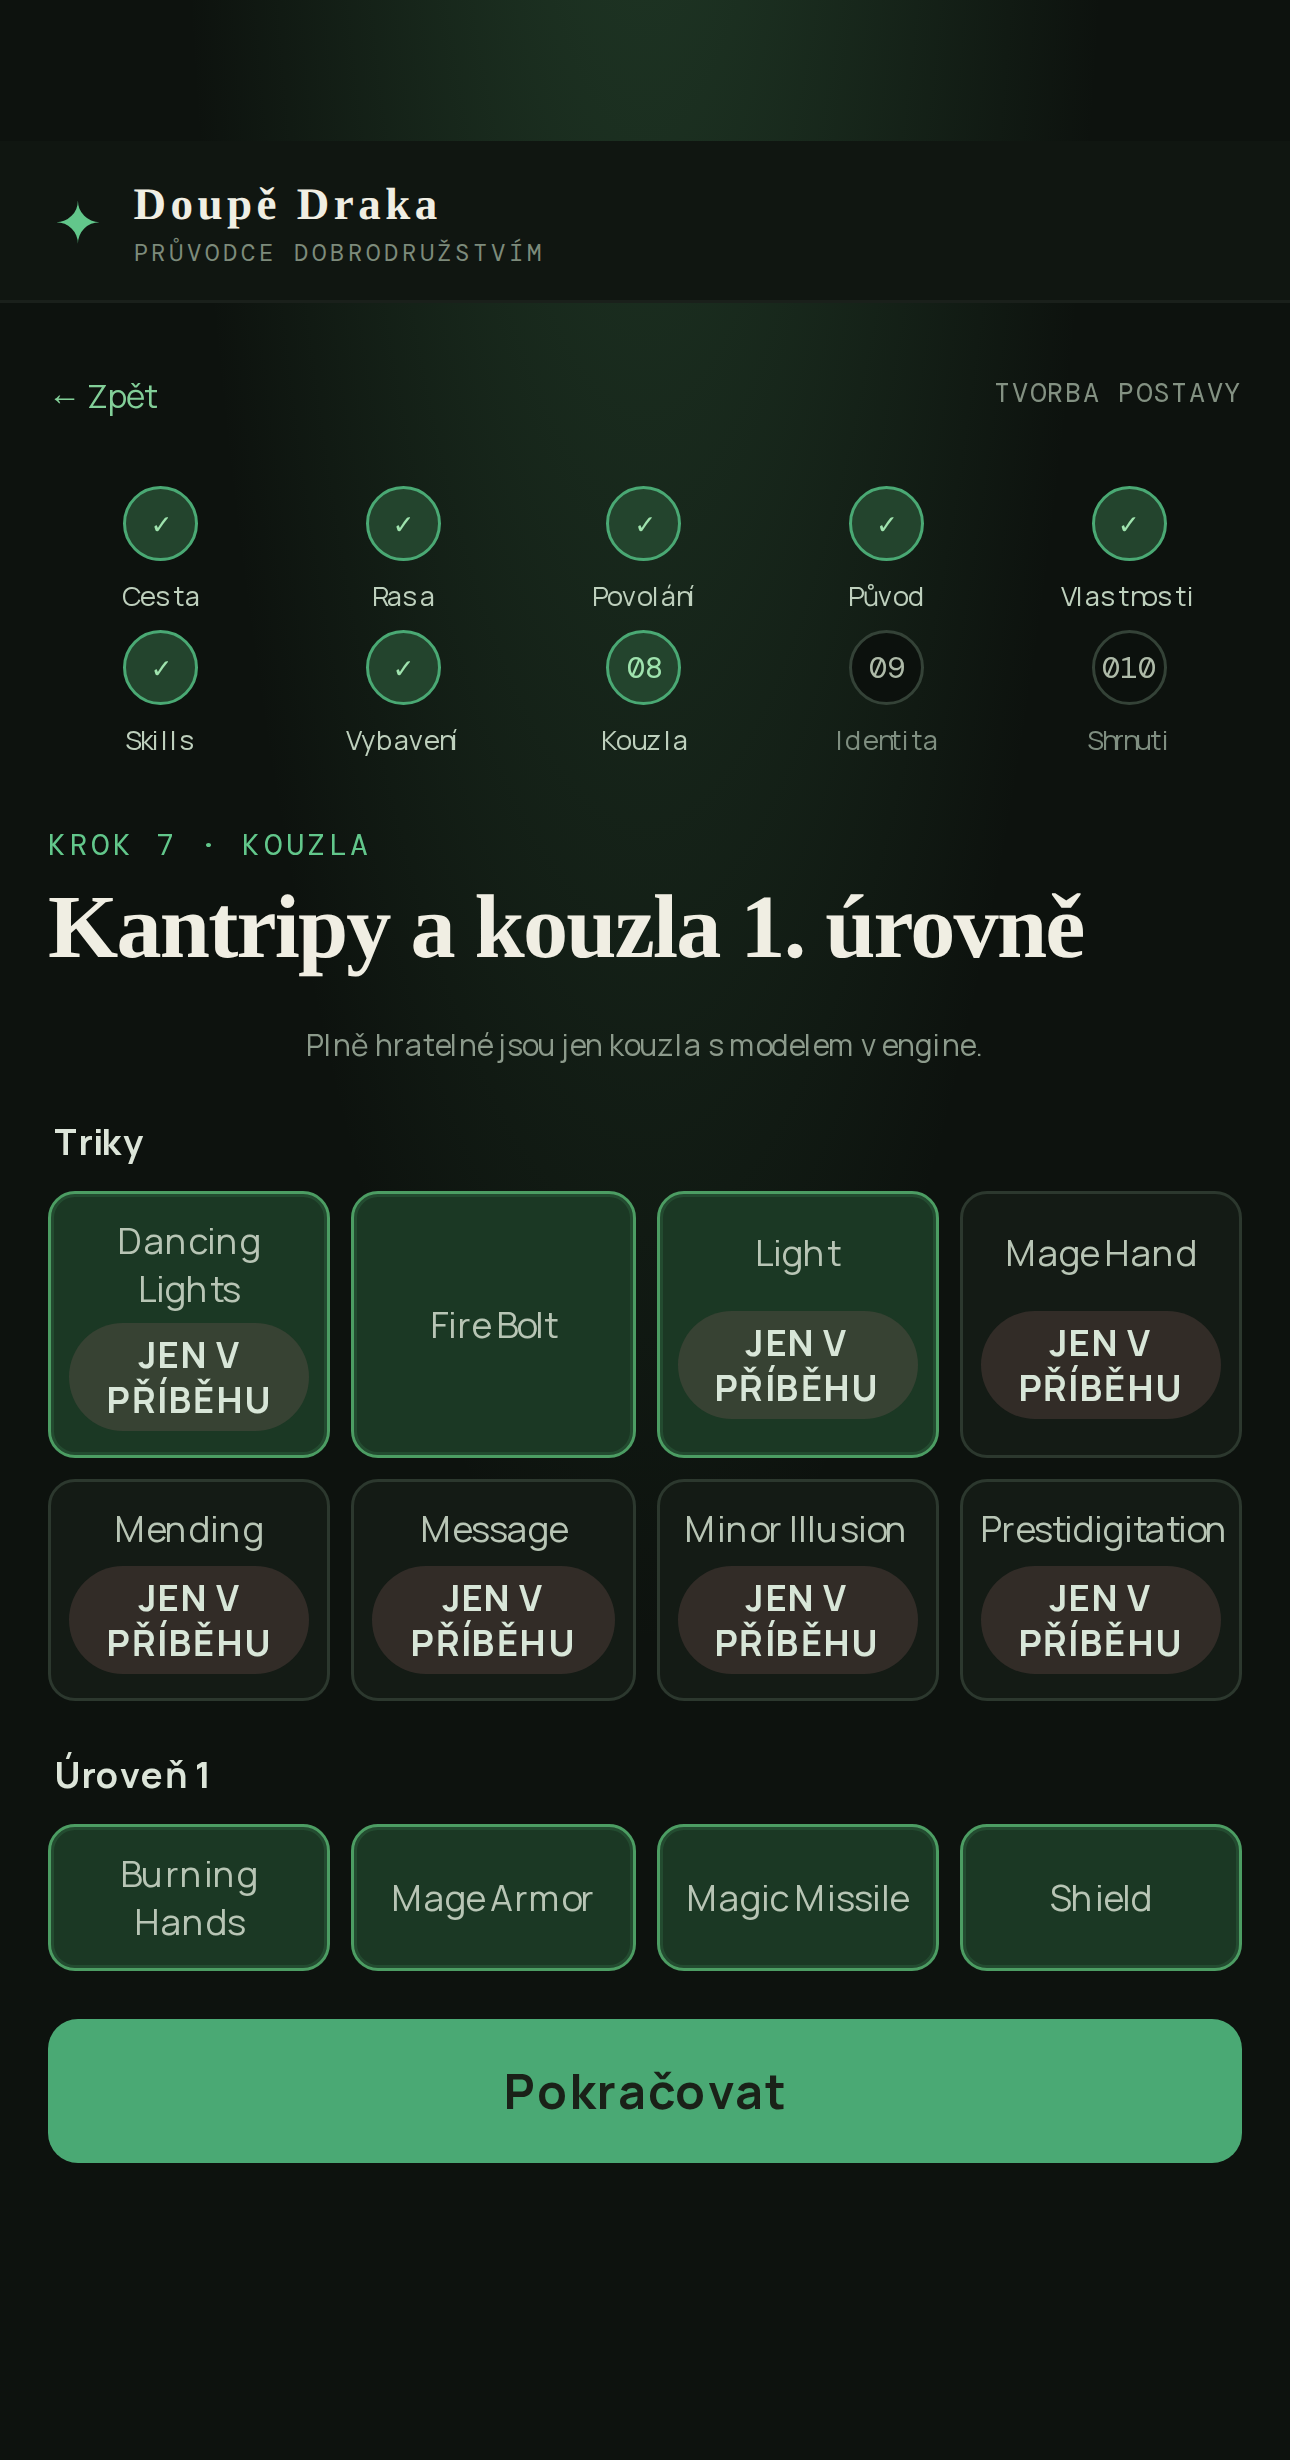 Doupě Draka
PRŮVODCE DOBRODRUŽSTVÍM
← Zpět
TVORBA POSTAVY
✓ ✓ ✓ ✓ ✓
Cesta Rasa Povolání Původ Vlastnosti
✓ ✓ 08 09 010
Skills Vybavení Kouzla Identita Shrnuti
KROK 7 · KOUZLA
Kantripy a kouzla 1. úrovně
Plně hratelné jsou jen kouzla s modelem v engine.
Triky
Dancing
Lights
JEN V
PŘÍBĚHU
Fire Bolt
Light
JEN V
PŘÍBĚHU
Mage Hand
JEN V
PŘÍBĚHU
Mending
JEN V
PŘÍBĚHU
Message
JEN V
PŘÍBĚHU
Minor Illusion
JEN V
PŘÍBĚHU
Prestidigitation
JEN V
PŘÍBĚHU
Úroveň 1
Burning
Hands
Mage Armor
Magic Missile
Shield
Pokračovat